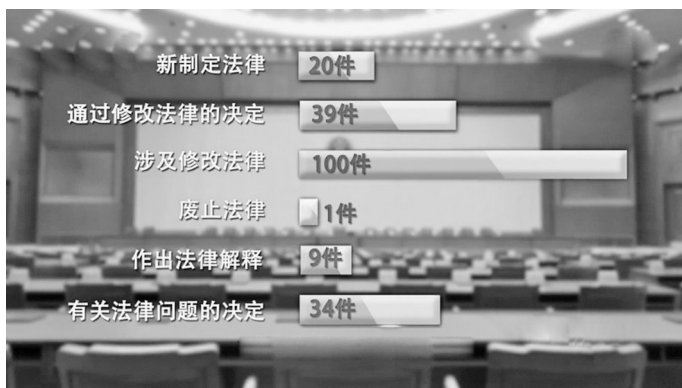 新制定法律 20件
通过修改法律的决定 39件
涉及修改法律 100件
废止法律 1件
作出法律解释 9件
有关法律问题的决定 34件